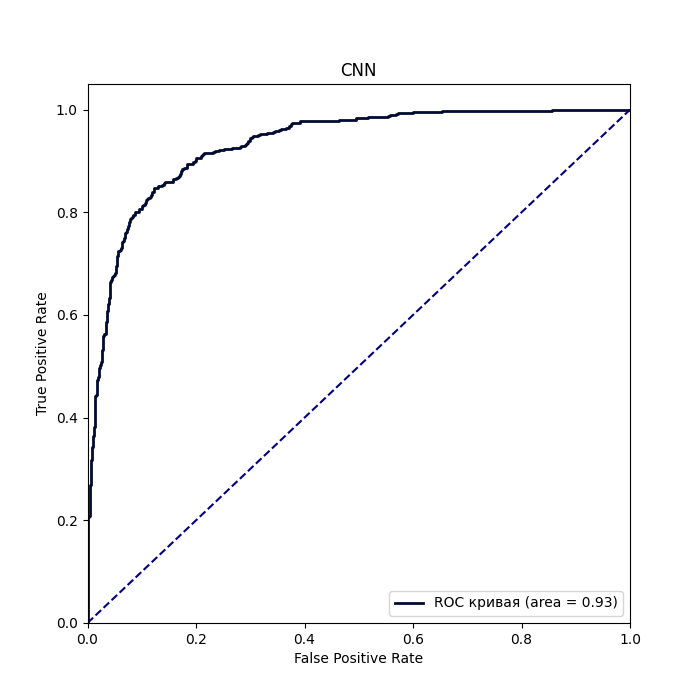 CNN
True Positive Rate
1.0
0.8
0.6
0.4
0.2
0.0
0.0 0.2 0.4 0.6 0.8 1.0
False Positive Rate
ROC кривая (area = 0.93)